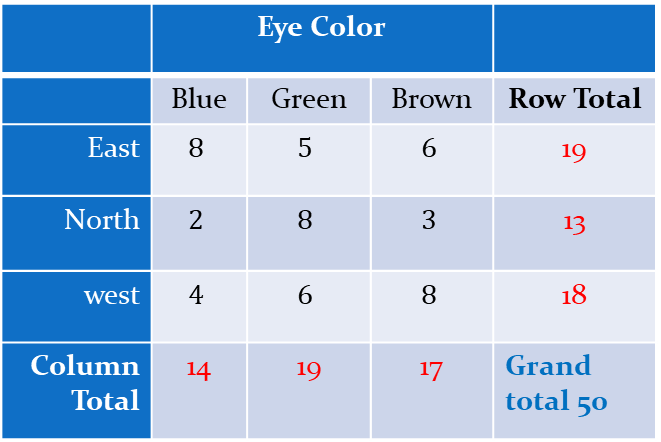 Eye Color
Blue Green Brown Row Total
East 8 5 6 19
North 2 8 3 13
west 4 6 8 18
Column Total 14 19 17 Grand total 50